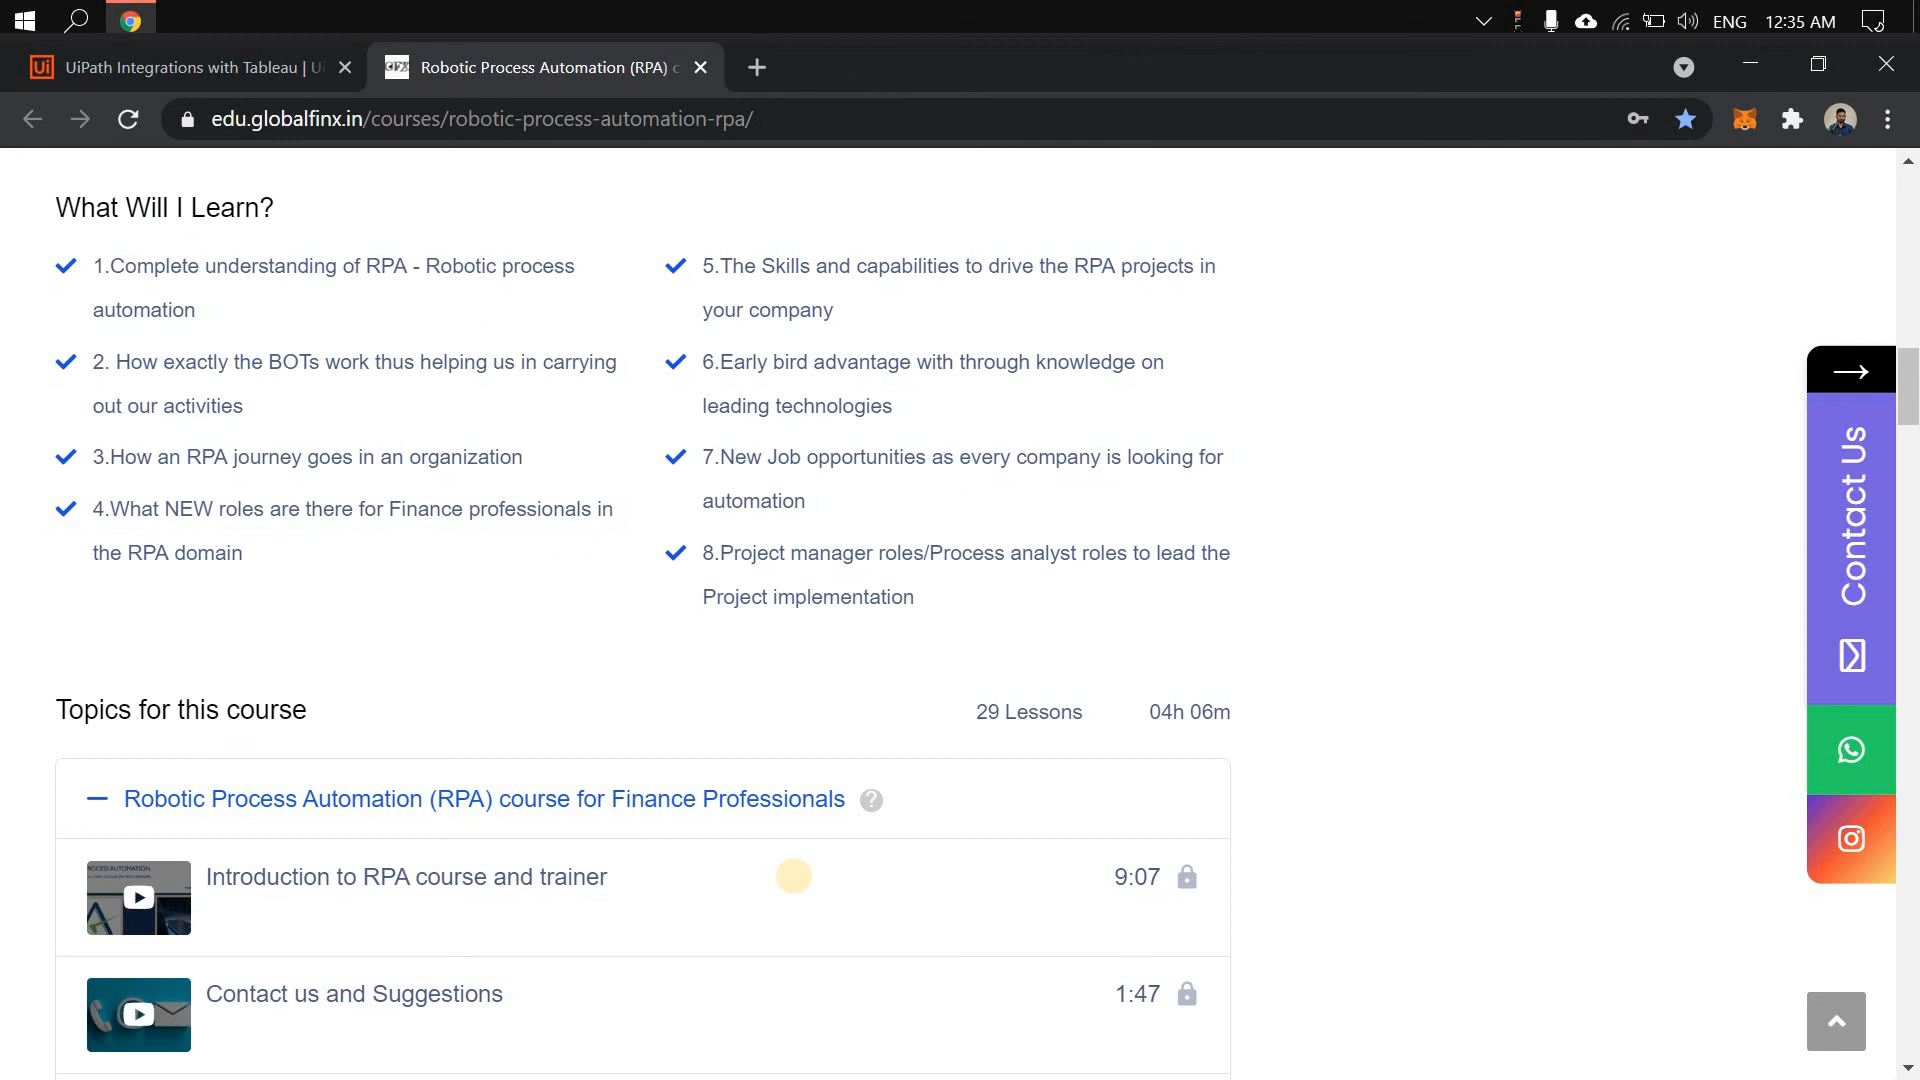 ENG 12:35 AM
UiPath Integrations with Tableau | Ui
Robotic Process Automation (RPA) c
edu.globalfinx.in/courses/robotic-process-automation-rpa/
What Will I Learn?
1.Complete understanding of RPA - Robotic process
automation
2. How exactly the BOTs work thus helping us in carrying
out our activities
3.How an RPA journey goes in an organization
4.What NEW roles are there for Finance professionals in
the RPA domain
5.The Skills and capabilities to drive the RPA projects in
your company
6.Early bird advantage with through knowledge on
leading technologies
7.New Job opportunities as every company is looking for
automation
8.Project manager roles/Process analyst roles to lead the
Project implementation
Contact Us
Topics for this course
29 Lessons 04h 06m
Robotic Process Automation (RPA) course for Finance Professionals ?
PROCESS AUTOMATION
Introduction to RPA course and trainer 9:07
Contact us and Suggestions 1:47